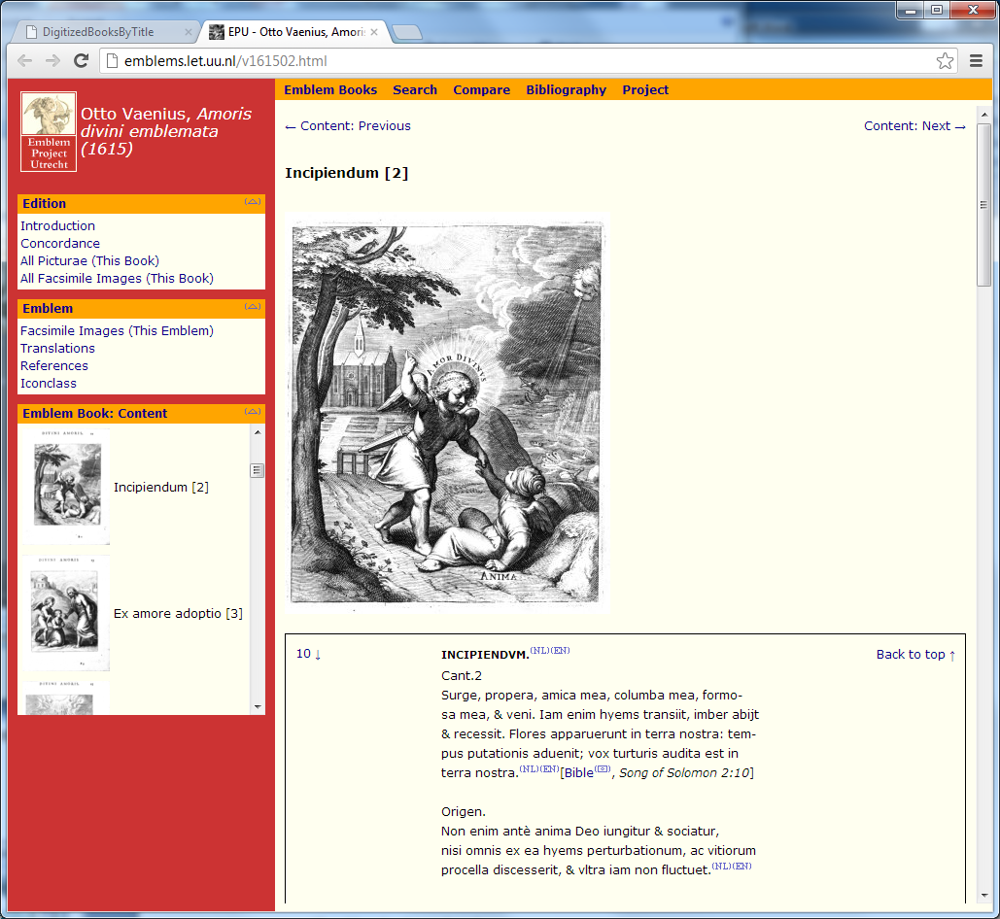 DigitizedBooksByTitle
EPU - Otto Vaenius, Amoris
emblems.let.uu.nl/v161502.html
Emblem
Project
Utrecht
Otto Vaenius, Amoris
divini emblemata
(1615)
Edition
Introduction
Concordance
All Picturae (This Book)
All Facsimile Images (This Book)
Emblem
Facsimile Images (This Emblem)
Translations
References
Iconclass
Emblem Book: Content
DIVINI AMORIS
Incipiendum [2]
DIVINI AMORIS
Ex amore adoptio [3]
DIVINI AMORIS
Emblem Books Search Compare Bibliography Project
← Content: Previous Content: Next →
Incipiendum [2]
AMOR DIVINVS
ANIMA
10 ↓ INCIPIENDVM.(NL)(EN) Back to top ↑
Cant.2
Surge, propera, amica mea, columba mea, formo-
sa mea, & veni. Iam enim hyems transiit, imber abijt
& recessit. Flores apparuerunt in terra nostra: tem-
pus putationis aduenit; vox turturis audita est in
terra nostra.(NL)(EN)[Bible, Song of Solomon 2:10]
Origen.
Non enim antè anima Deo iungitur & sociatur,
nisi omnis ex ea hyems perturbationum, ac vitiorum
procella discesserit, & vltra iam non fluctuet.(NL)(EN)